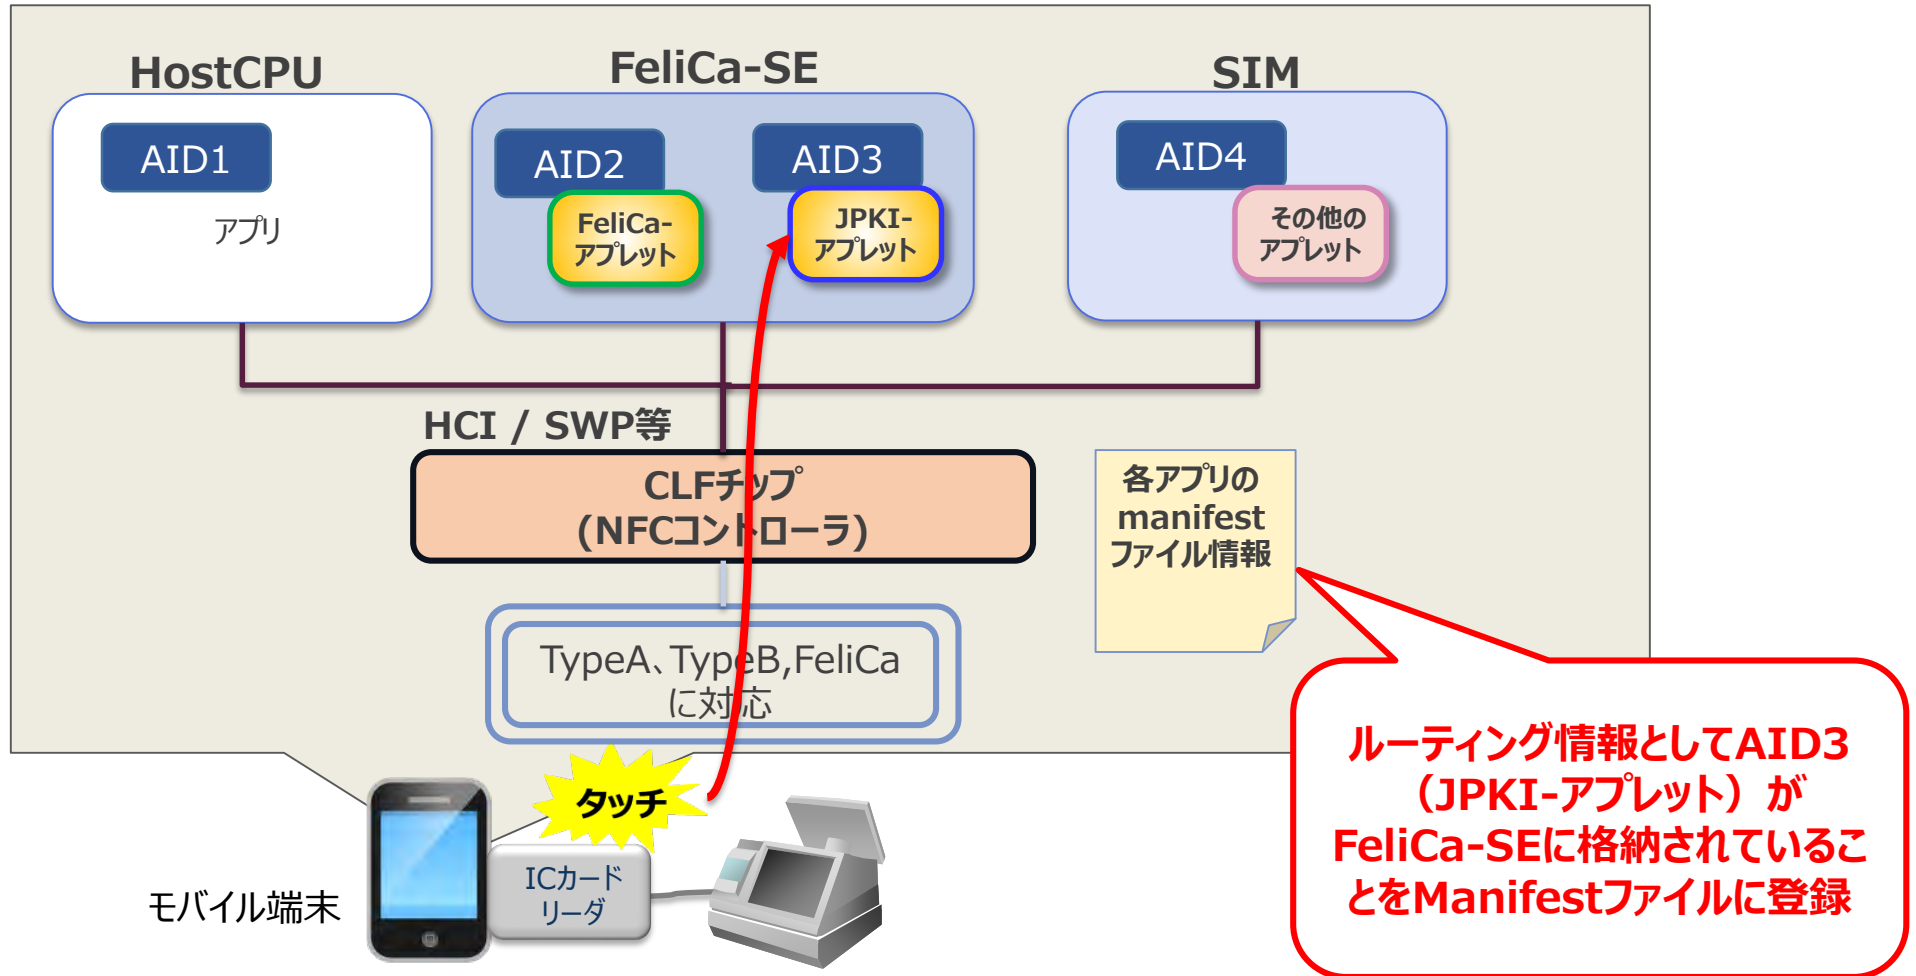 HostCPU
FeliCa-SE
SIM
AID1
アプリ
AID2
FeliCa-
アプレット
AID3
JPKI-
アプレット
AID4
その他の
アプレット
HCI / SWP等
CLFチップ
(NFCコントローラ)
各アプリの
manifest
ファイル情報
TypeA、TypeB,FeliCa
に対応
タッチ
ICカード
リーダ
モバイル端末
ルーティング情報としてAID3
（JPKI-アプレット）が
FeliCa-SEに格納されているこ
とをManifestファイルに登録